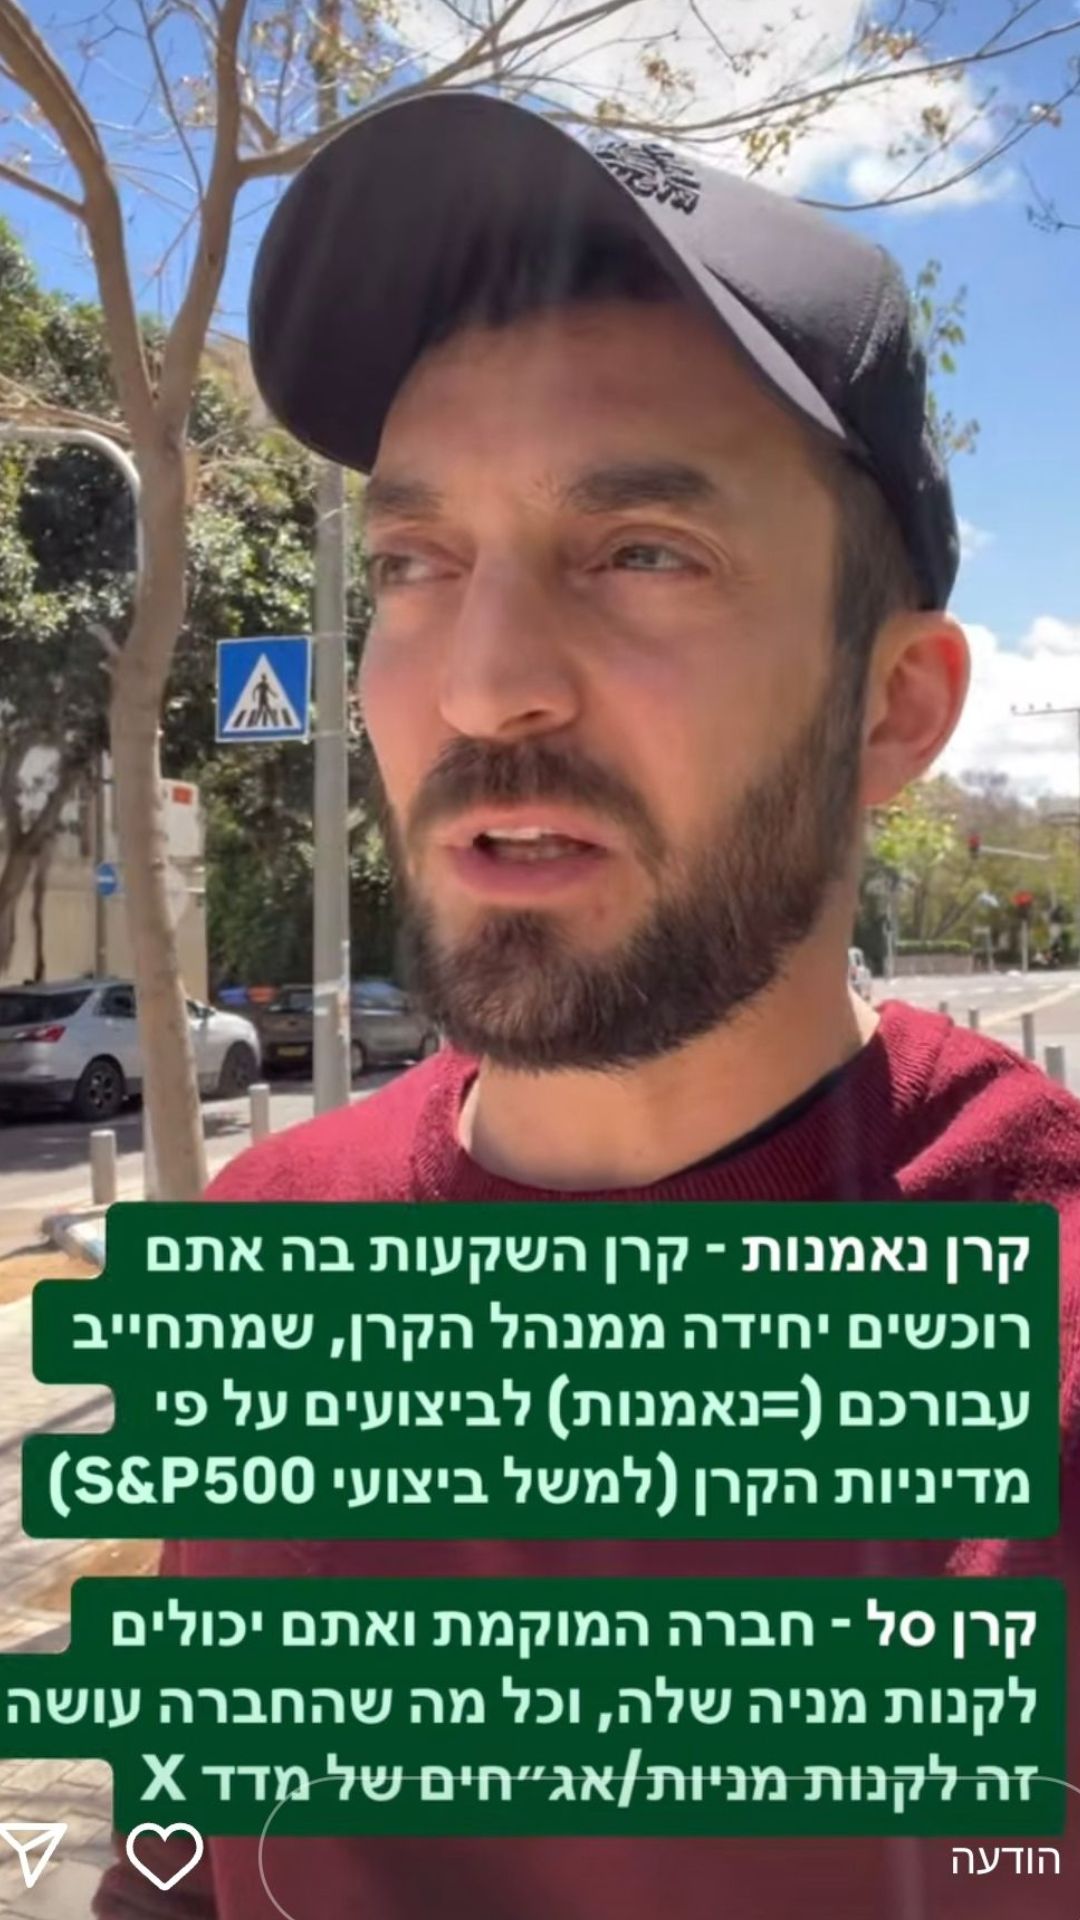 קרן נאמנות - קרן השקעות בה אתם
רוכשים יחידה ממנהל הקרן, שמתחייב
עבורכם (=נאמנות) לביצועים על פי
מדיניות הקרן (למשל ביצועי S&P500)
קרן סל - חברה המוקמת ואתם יכולים
לקנות מניה שלה, וכל מה שהחברה עושה
זה לקנות מניות/אג״חים של מדד X
הודעה